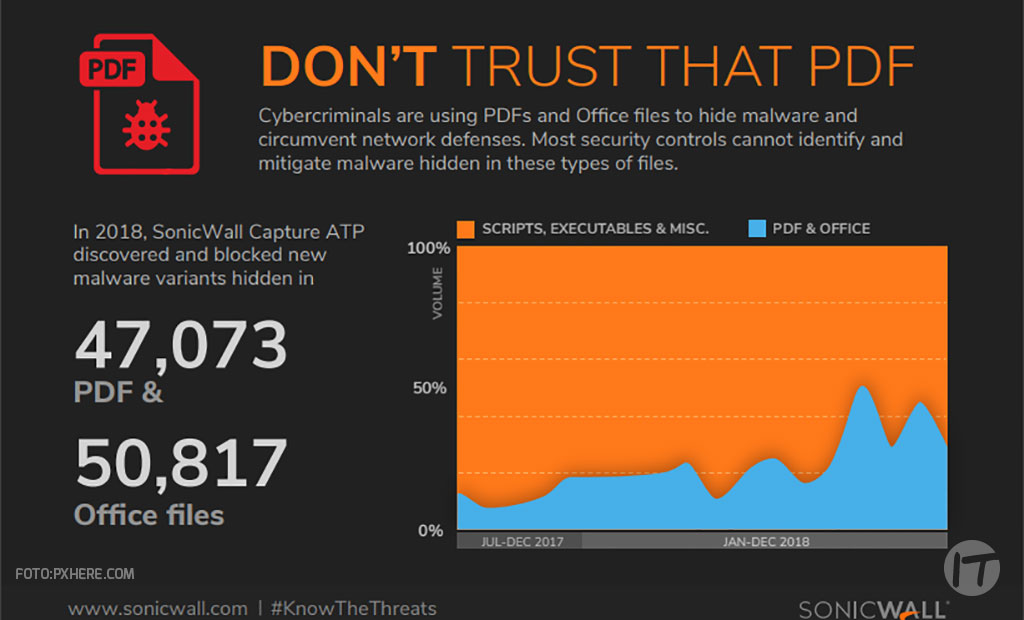 PDF
DON'T TRUST THAT PDF
Cybercriminals are using PDFs and Office files to hide malware and
circumvent network defenses. Most security controls cannot identify and
mitigate malware hidden in these types of files.
In 2018, SonicWall Capture ATP
discovered and blocked new
malware variants hidden in
47,073
PDF &
50,817
Office files
SCRIPTS, EXECUTABLES & MISC.
PDF & OFFICE
100%
VOLUME
50%
0%
JUL-DEC 2017
JAN-DEC 2018
IT
FOTO:PXHERE.COM
www.sonicwall.com | #KnowTheThreats
SONICWALL